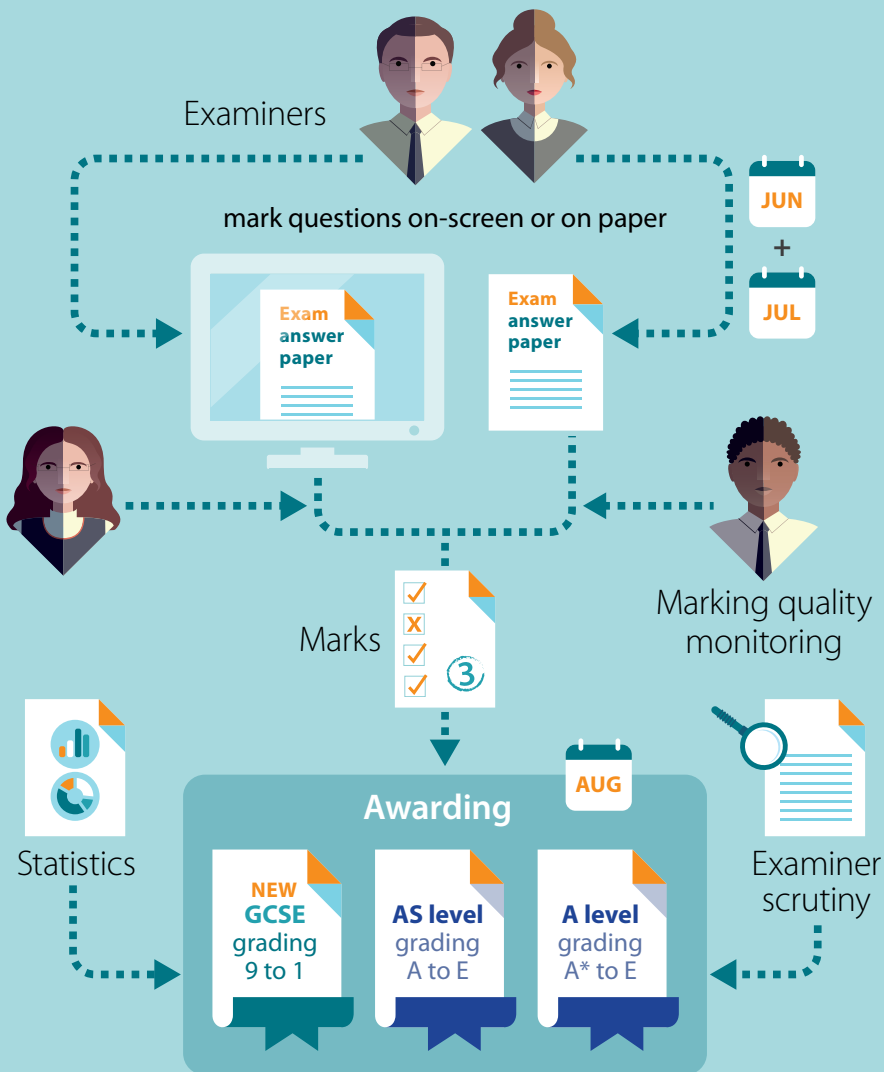 Examiners
mark questions on-screen or on paper
JUN
+
JUL
Exam
answer
paper
Exam
answer
paper
Marking quality
monitoring
Marks
X
3
AUG
Awarding
Statistics
Examiner
scrutiny
NEW
GCSE
grading
9 to 1
AS level
grading
A to E
A level
grading
A* to E